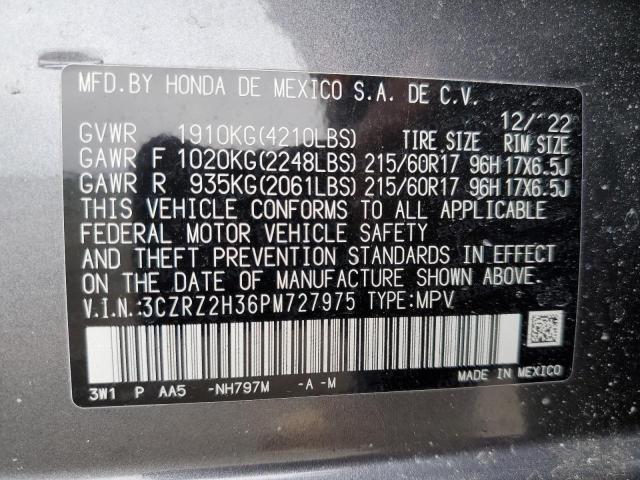 MFD.BY HONDA DE MEXICO S.A. DE C.V.
12/'22
GVWR 1910KG(4210LBS) TIRE SIZE RIM SIZE
GAWR F 1020KG(2248LBS) 215/60R17 96H 17X6.5J
GAWR R 935KG(2061LBS) 215/60R17 96H 17X6.5J
THIS VEHICLE CONFORMS TO ALL APPLICABLE
FEDERAL MOTOR VEHICLE SAFETY
AND THEFT PREVENTION STANDARDS IN EFFECT
ON THE DATE OF MANUFACTURE SHOWN ABOVE.
V.I.N.:3CZRZ2H36PM727975 TYPE:MPV
3W1 P AA5 -NH797M -A -M MADE IN MEXICO